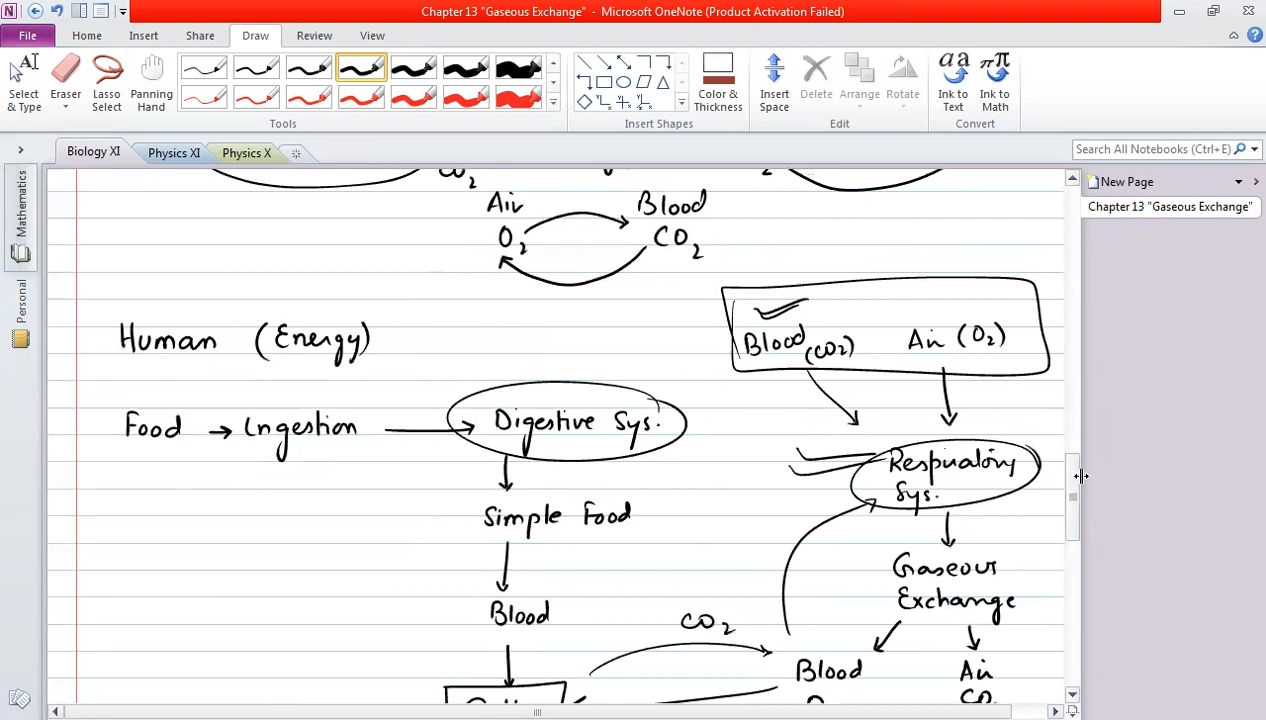 Chapter 13 "Gaseous Exchange" - Microsoft OneNote (Product Activation Failed)
File Home Insert Share Draw Review View
Select & Type
Eraser
Lasso Select
Panning Hand
Color & Thickness
Insert Space
Delete
Arrange
Rotate
Ink to Text
Ink to Math
Tools
Insert Shapes
Edit
Convert
Biology XI Physics XI Physics X
Search All Notebooks (Ctrl+E)
Mathematics
Personal
New Page
Chapter 13 "Gaseous Exchange"
CO2 2
Air Blood
O2 CO2
Human (Energy)
Blood (CO2) Air (O2)
Food → Ingestion → Digestive Sys.
Respiratory
Sys.
Simple Food
Gaseous
Exchange
Blood
CO2
Blood Air